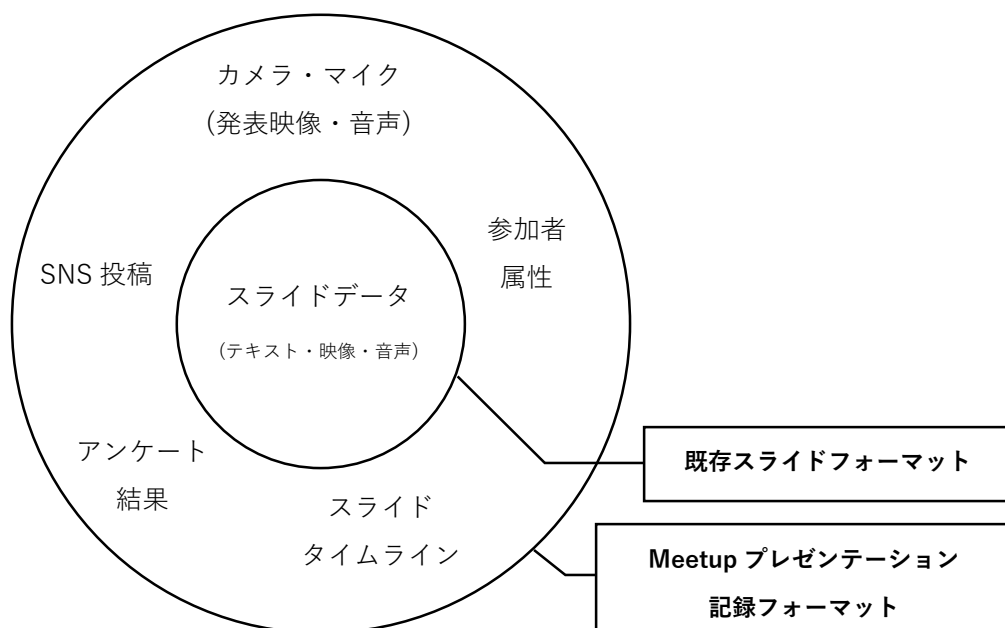 カメラ・マイク
(発表映像・音声)
参加者
属性
SNS 投稿
スライドデータ
(テキスト・映像・音声)
アンケート
結果
スライド
タイムライン
既存スライドフォーマット
Meetup プレゼンテーション
記録フォーマット